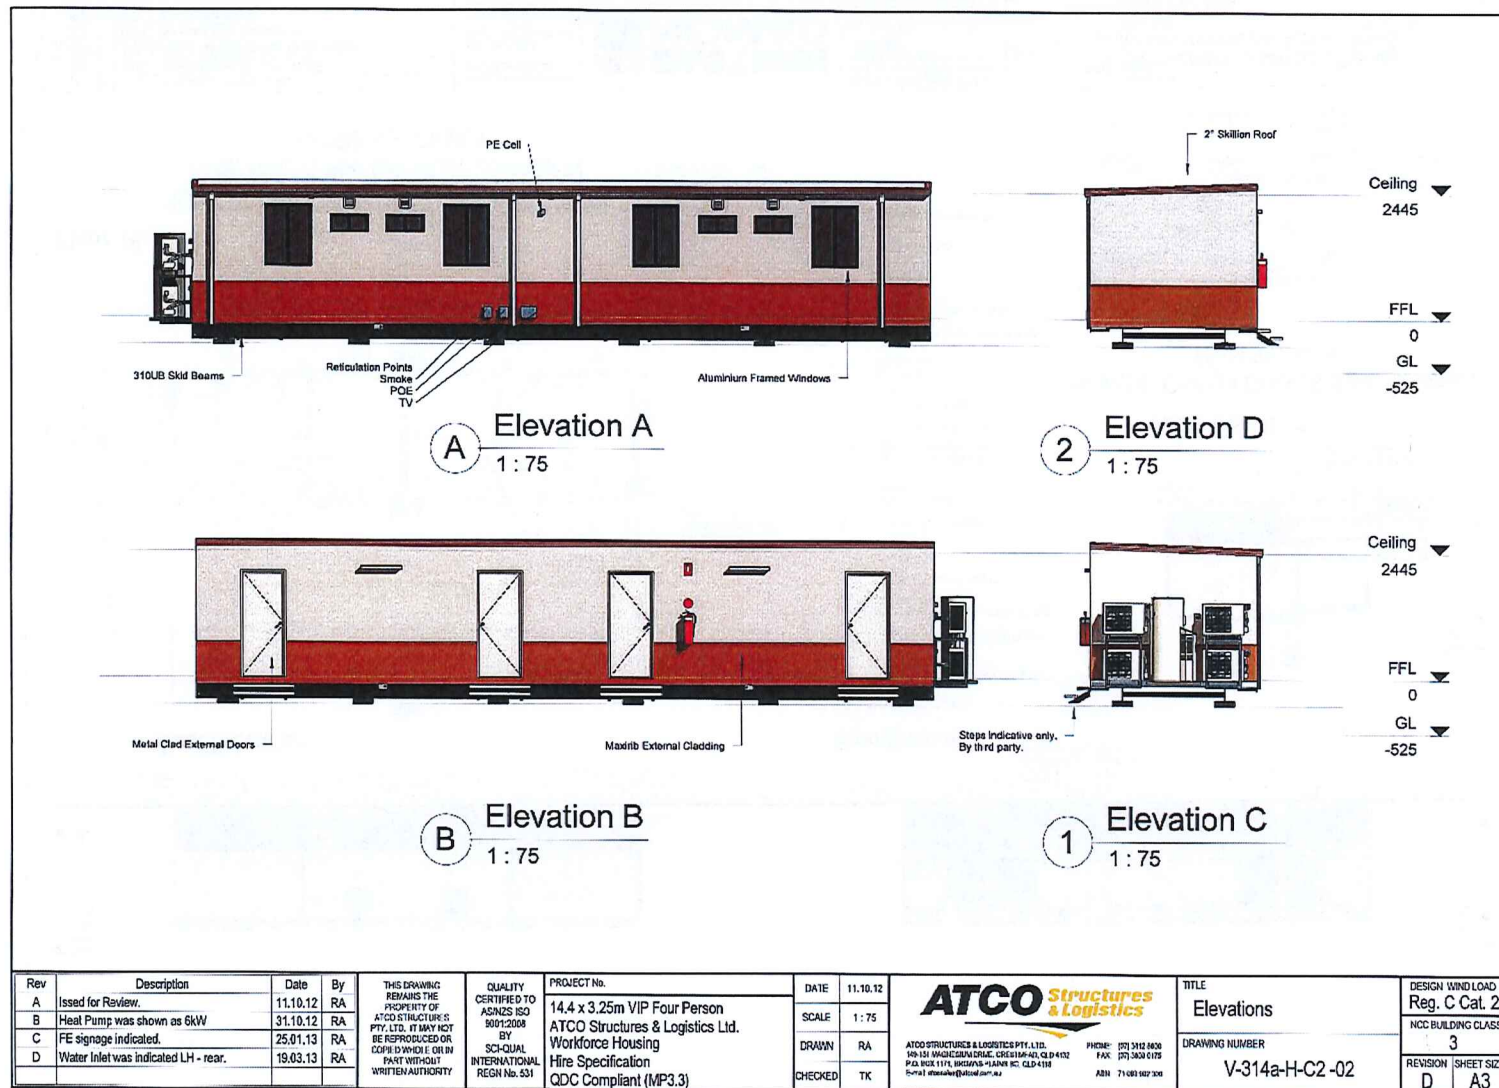 PE Cell
2° Skillion Roof
Ceiling
2445
FFL
0
GL
-525
310UB Skid Beams
Reticulation Points
Smoke
POE
TV
Aluminium Framed Windows
A
Elevation A
1 : 75
2
Elevation D
1 : 75
Ceiling
2445
FFL
0
GL
-525
Metal Clad External Doors
Maxirib External Cladding
Steps Indicative only.
By third party.
B
Elevation B
1 : 75
1
Elevation C
1 : 75
Rev Description Date By
A Issed for Review. 11.10.12 RA
B Heat Pump was shown as 6kW 31.10.12 RA
C FE signage indicated. 25.01.13 RA
D Water Inlet was indicated LH - rear. 19.03.13 RA
THIS DRAWING
REMAINS THE
PROPERTY OF
ATCO STRUCTURES
PTY. LTD. IT MAY NOT
BE REPRODUCED OR
COPIED WHOLE OR IN
PART WITHOUT
WRITTEN AUTHORITY
QUALITY
CERTIFIED TO
AS/NZS ISO
9001:2008
BY
SCI-QUAL
INTERNATIONAL
REGN No. 531
PROJECT No.
14.4 x 3.25m VIP Four Person
ATCO Structures & Logistics Ltd.
Workforce Housing
Hire Specification
QDC Compliant (MP3.3)
DATE 11.10.12
SCALE 1 : 75
DRAWN RA
CHECKED TK
ATCO Structures
& Logistics
ATCO STRUCTURES & LOGISTICS PTY. LTD.
PHONE:
FAX:
ABN
TITLE
Elevations
DRAWING NUMBER
V-314a-H-C2 -02
DESIGN WIND LOAD
Reg. C Cat. 2
NCC BUILDING CLASS
3
REVISION SHEET SIZE
D A3